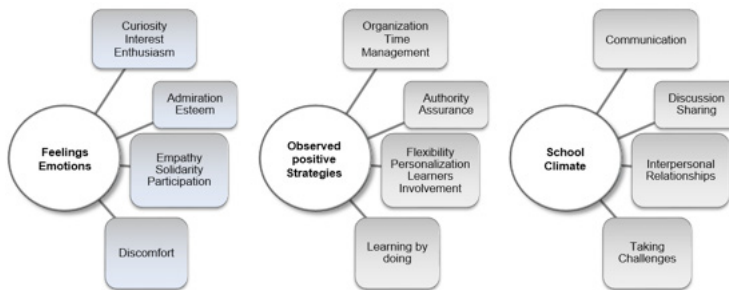 Curiosity
Interest
Enthusiasm
Admiration
Esteem
Feelings
Emotions
Empathy
Solidarity
Participation
Discomfort
Organization
Time
Management
Authority
Assurance
Observed
positive
Strategies
Flexibility
Personalization
Learners
Involvement
Learning by
doing
Communication
Discussion
Sharing
School
Climate
Interpersonal
Relationships
Taking
Challenges